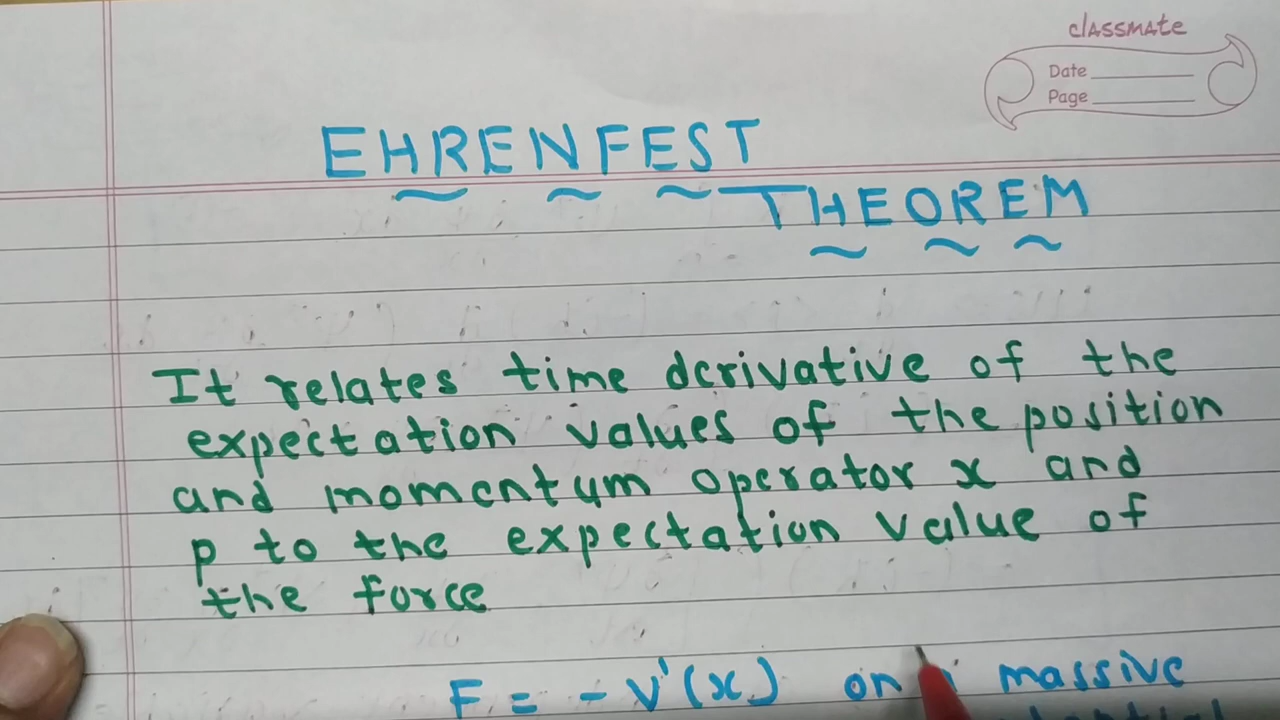 classmate
Date
Page
EHRENFEST
THEOREM
It relates time derivative of the
expectation values of the position
and momentum operator x and
p to the expectation value of
the force
F = -V'(x) on massive